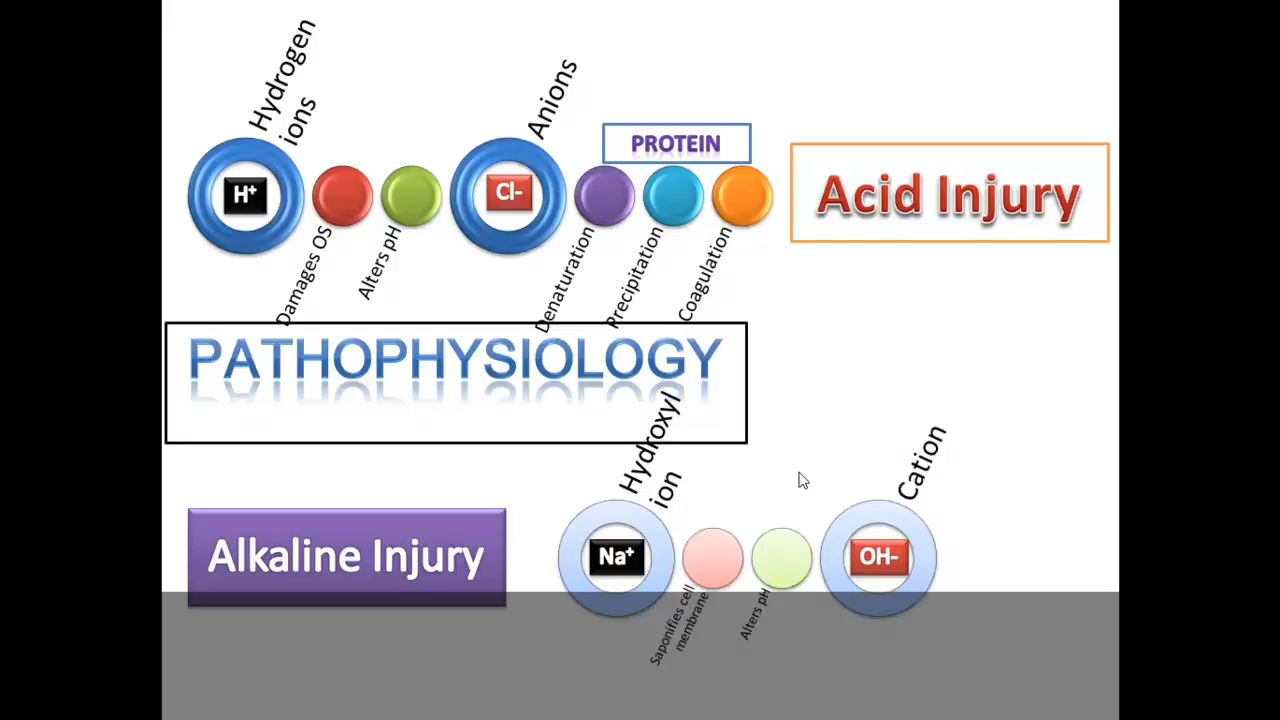 Hydrogen
ions
Anions
PROTEIN
H+
Cl-
Acid Injury
Damages OS
Alters pH
Denaturation
Precipitation
Coagulation
PATHOPHYSIOLOGY
Hydroxyl
ion
Cation
Alkaline Injury
Na+
OH-
Saponifies cell
membrane
Alters pH